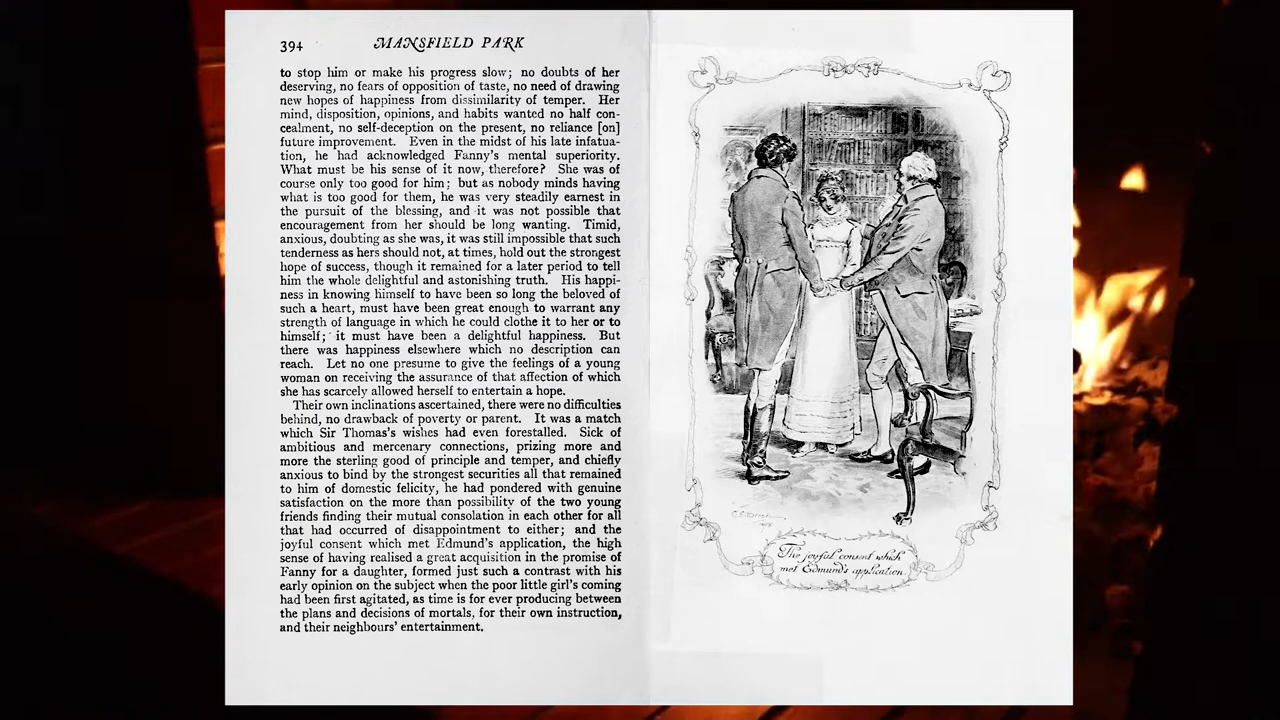 394 MANSFIELD PARK
to stop him or make his progress slow; no doubts of her
deserving, no fears of opposition of taste, no need of drawing
new hopes of happiness from dissimilarity of temper. Her
mind, disposition, opinions, and habits wanted no half con-
cealment, no self-deception on the present, no reliance [on]
future improvement. Even in the midst of his late infatua-
tion, he had acknowledged Fanny's mental superiority.
What must be his sense of it now, therefore? She was of
course only too good for him; but as nobody minds having
what is too good for them, he was very steadily earnest in
the pursuit of the blessing, and it was not possible that
encouragement from her should be long wanting. Timid,
anxious, doubting as she was, it was still impossible that such
tenderness as hers should not, at times, hold out the strongest
hope of success, though it remained for a later period to tell
him the whole delightful and astonishing truth. His happi-
ness in knowing himself to have been so long the beloved of
such a heart, must have been great enough to warrant any
strength of language in which he could clothe it to her or to
himself; it must have been a delightful happiness. But
there was happiness elsewhere which no description can
reach. Let no one presume to give the feelings of a young
woman on receiving the assurance of that affection of which
she has scarcely allowed herself to entertain a hope.
Their own inclinations ascertained, there were no difficulties
behind, no drawback of poverty or parent. It was a match
which Sir Thomas's wishes had even forestalled. Sick of
ambitious and mercenary connections, prizing more and
more the sterling good of principle and temper, and chiefly
anxious to bind by the strongest securities all that remained
to him of domestic felicity, he had pondered with genuine
satisfaction on the more than possibility of the two young
friends finding their mutual consolation in each other for all
that had occurred of disappointment to either; and the
joyful consent which met Edmund's application, the high
sense of having realised a great acquisition in the promise of
Fanny for a daughter, formed just such a contrast with his
early opinion on the subject when the poor little girl's coming
had been first agitated, as time is for ever producing between
the plans and decisions of mortals, for their own instruction,
and their neighbours' entertainment.
The joyful consent which
met Edmund's application.